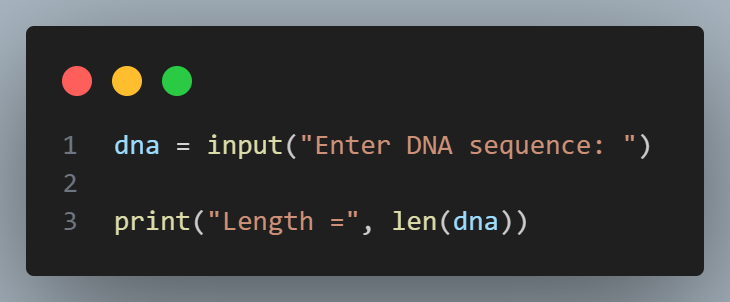 1 dna = input("Enter DNA sequence: ")
2
3 print("Length =", len(dna))